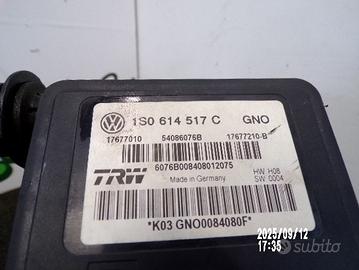 1S0 614 517 C GNO
17677010 54086076B 17677210-B
6076B008408012075
TRW Made in Germany HW H08
SW 0004
*K03 GNO0084080F*
2025/09/12
17:35
subito